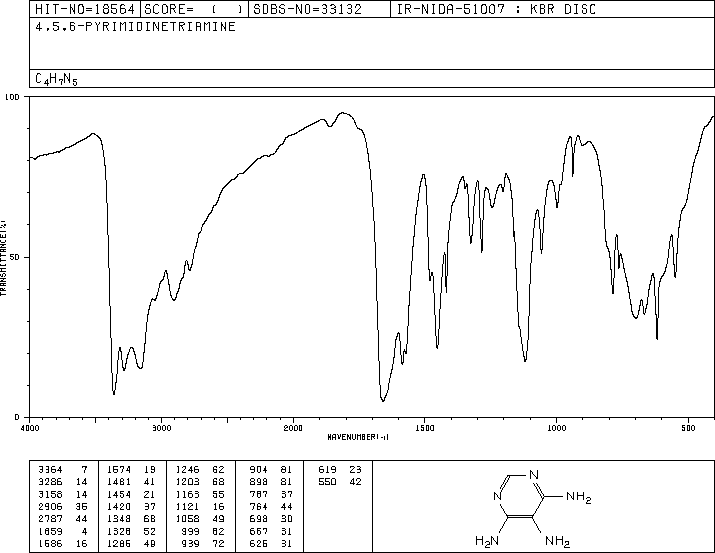 HIT-NO=18564 SCORE= ( ) SDBS-NO=33132 IR-NIDA-51007 : KBR DISC
4,5,6-PYRIMIDINETRIAMINE
C4H7N5
100
50
0
TRANSMITTANCE(%)
4000 3000 2000 1500 1000 500
WAVENUMBER(-1)
3364 7 1574 19 1246 62 904 81 619 23
3286 14 1481 41 1203 68 898 81 550 42
3158 14 1454 21 1163 55 787 37
2906 35 1420 37 1121 16 764 44
2787 44 1348 68 1058 49 698 30
1659 4 1328 52 999 62 667 31
1586 16 1285 49 939 72 626 31
N
N NH2
H2N NH2